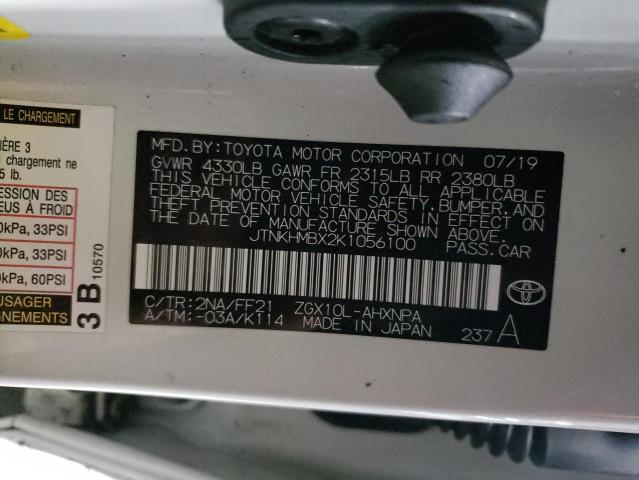 LE CHARGEMENT
IÈRE 3
chargement ne
5 lb.
ESSION DES
EUS À FROID
0kPa, 33PSI
0kPa, 33PSI
0kPa, 60PSI
USAGER
IGNEMENTS
3 B 10570
MFD. BY: TOYOTA MOTOR CORPORATION 07/19
GVWR 4330LB GAWR FR 2315LB RR 2380LB
THIS VEHICLE CONFORMS TO ALL APPLICABLE
FEDERAL MOTOR VEHICLE SAFETY, BUMPER, AND
THEFT PREVENTION STANDARDS IN EFFECT ON
THE DATE OF MANUFACTURE SHOWN ABOVE.
JTNKHMBX2K1056100 PASS. CAR
C/TR: 2NA/FF21 ZGX10L-AHXNPA
A/TM: -03A/K114 MADE IN JAPAN 237 A